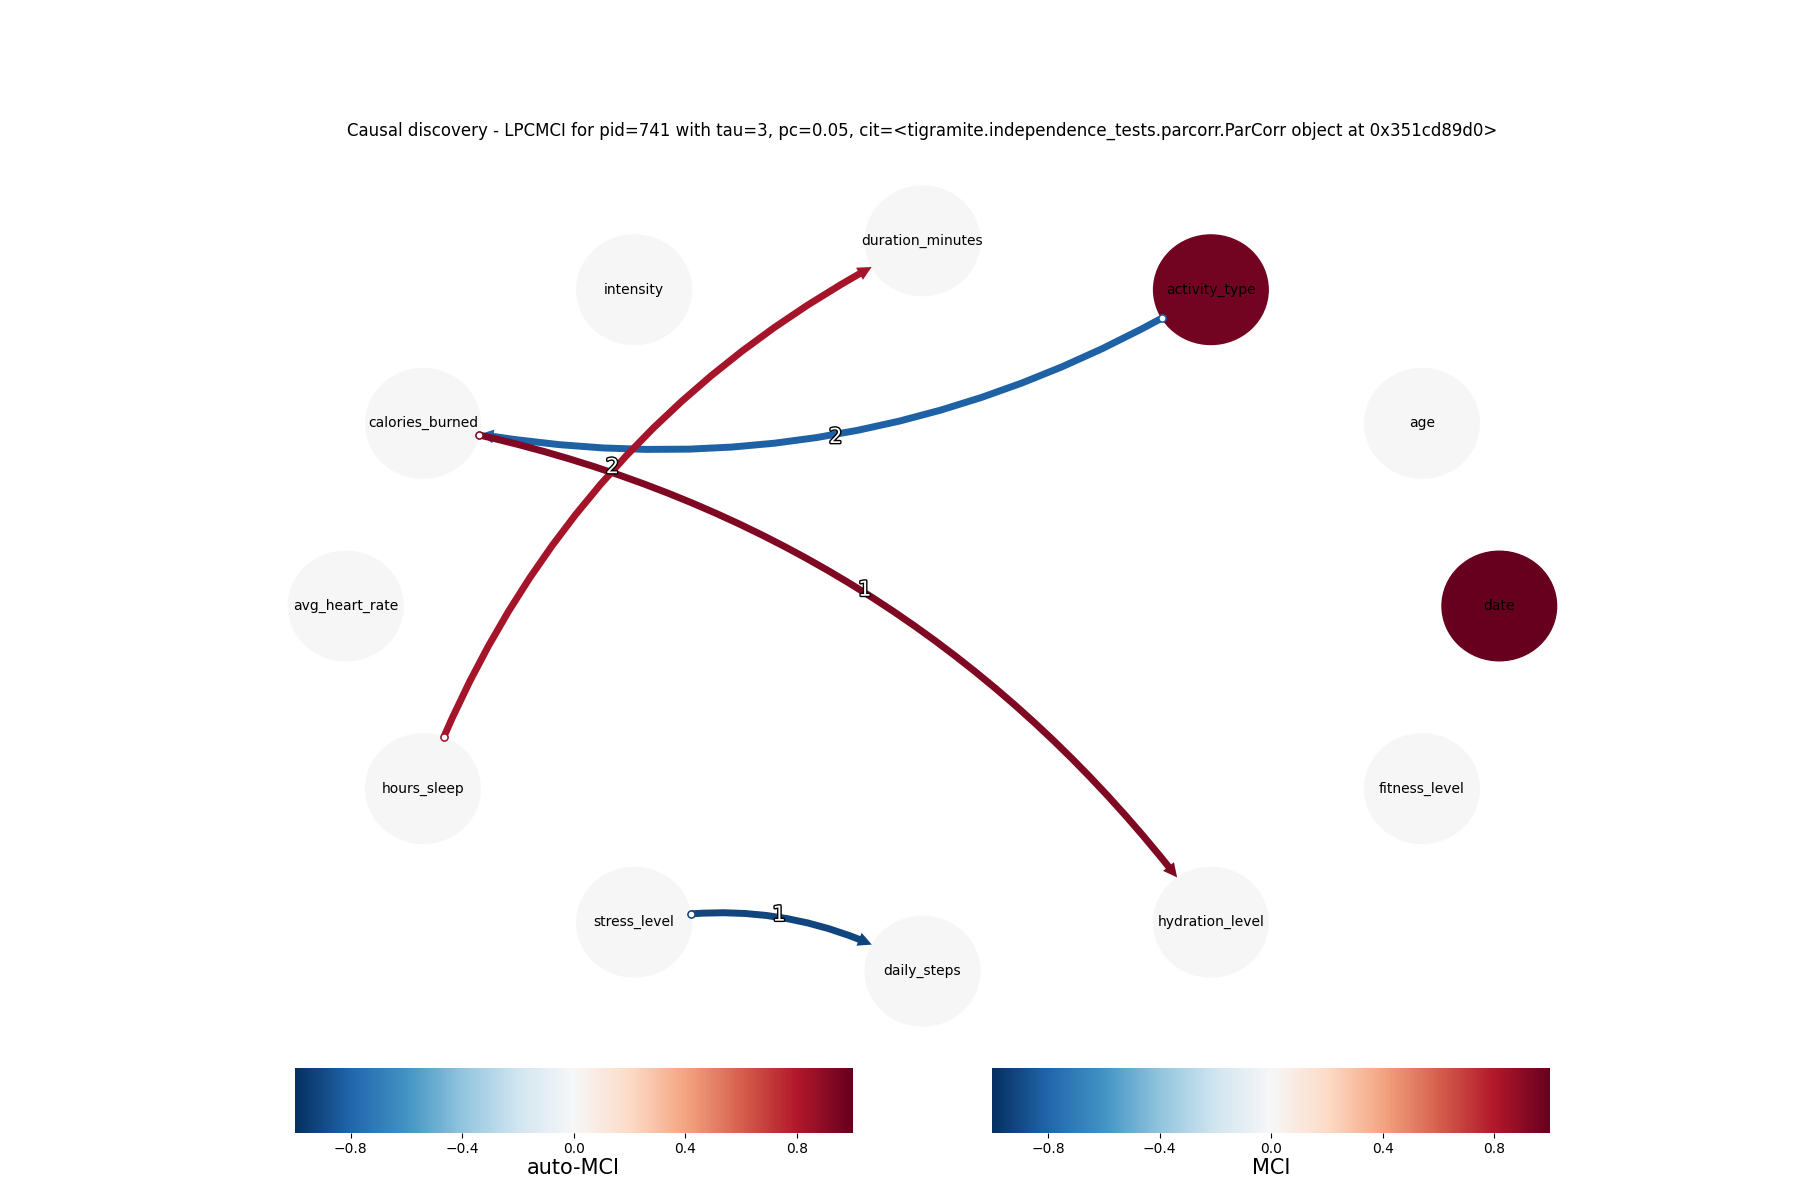 Causal discovery - LPCMCI for pid=741 with tau=3, pc=0.05, cit=<tigramite.independence_tests.parcorr.ParCorr object at 0x351cd89d0>
duration_minutes
intensity
activity_type
calories_burned
age
2
2
avg_heart_rate
1
date
hours_sleep
fitness_level
stress_level
1
hydration_level
daily_steps
−0.8 −0.4 0.0 0.4 0.8
auto-MCI
−0.8 −0.4 0.0 0.4 0.8
MCI